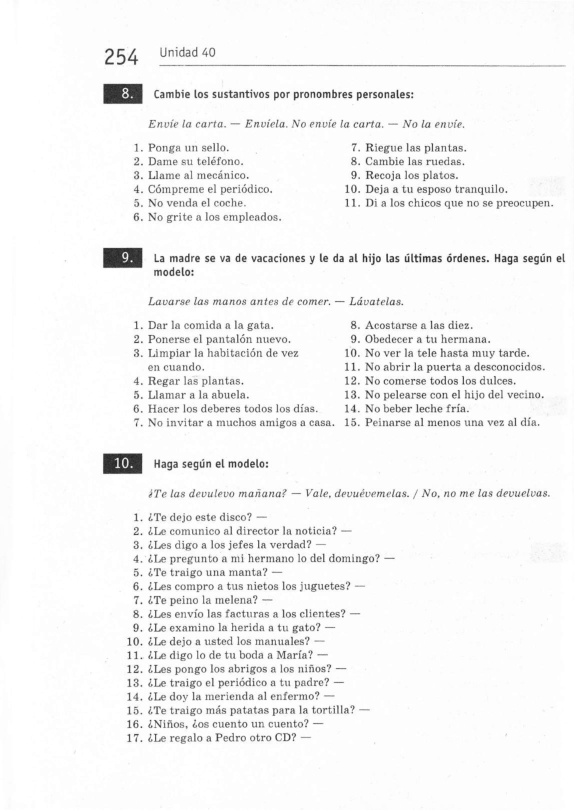 254 Unidad 40
8. Cambie los sustantivos por pronombres personales:
Envíe la carta. — Envíela. No envíe la carta. — No la envíe.
1. Ponga un sello.
2. Dame su teléfono.
3. Llame al mecánico.
4. Cómpreme el periódico.
5. No venda el coche.
6. No grite a los empleados.
7. Riegue las plantas.
8. Cambie las ruedas.
9. Recoja los platos.
10. Deja a tu esposo tranquilo.
11. Di a los chicos que no se preocupen.
9. La madre se va de vacaciones y le da al hijo las últimas órdenes. Haga según el
modelo:
Lavarse las manos antes de comer. — Lávatelas.
1. Dar la comida a la gata.
2. Ponerse el pantalón nuevo.
3. Limpiar la habitación de vez
en cuando.
4. Regar las plantas.
5. Llamar a la abuela.
6. Hacer los deberes todos los días.
7. No invitar a muchos amigos a casa.
8. Acostarse a las diez.
9. Obedecer a tu hermana.
10. No ver la tele hasta muy tarde.
11. No abrir la puerta a desconocidos.
12. No comerse todos los dulces.
13. No pelearse con el hijo del vecino.
14. No beber leche fría.
15. Peinarse al menos una vez al día.
10. Haga según el modelo:
¿Te las devulevo mañana? — Vale, devuévemelas. / No, no me las devuelvas.
1. ¿Te dejo este disco? —
2. ¿Le comunico al director la noticia? —
3. ¿Les digo a los jefes la verdad? —
4. ¿Le pregunto a mi hermano lo del domingo? —
5. ¿Te traigo una manta? —
6. ¿Les compro a tus nietos los juguetes? —
7. ¿Te peino la melena? —
8. ¿Les envío las facturas a los clientes? —
9. ¿Le examino la herida a tu gato? —
10. ¿Le dejo a usted los manuales? —
11. ¿Le digo lo de tu boda a María? —
12. ¿Les pongo los abrigos a los niños? —
13. ¿Le traigo el periódico a tu padre? —
14. ¿Le doy la merienda al enfermo? —
15. ¿Te traigo más patatas para la tortilla? —
16. ¿Niños, ¿os cuento un cuento? —
17. ¿Le regalo a Pedro otro CD? —